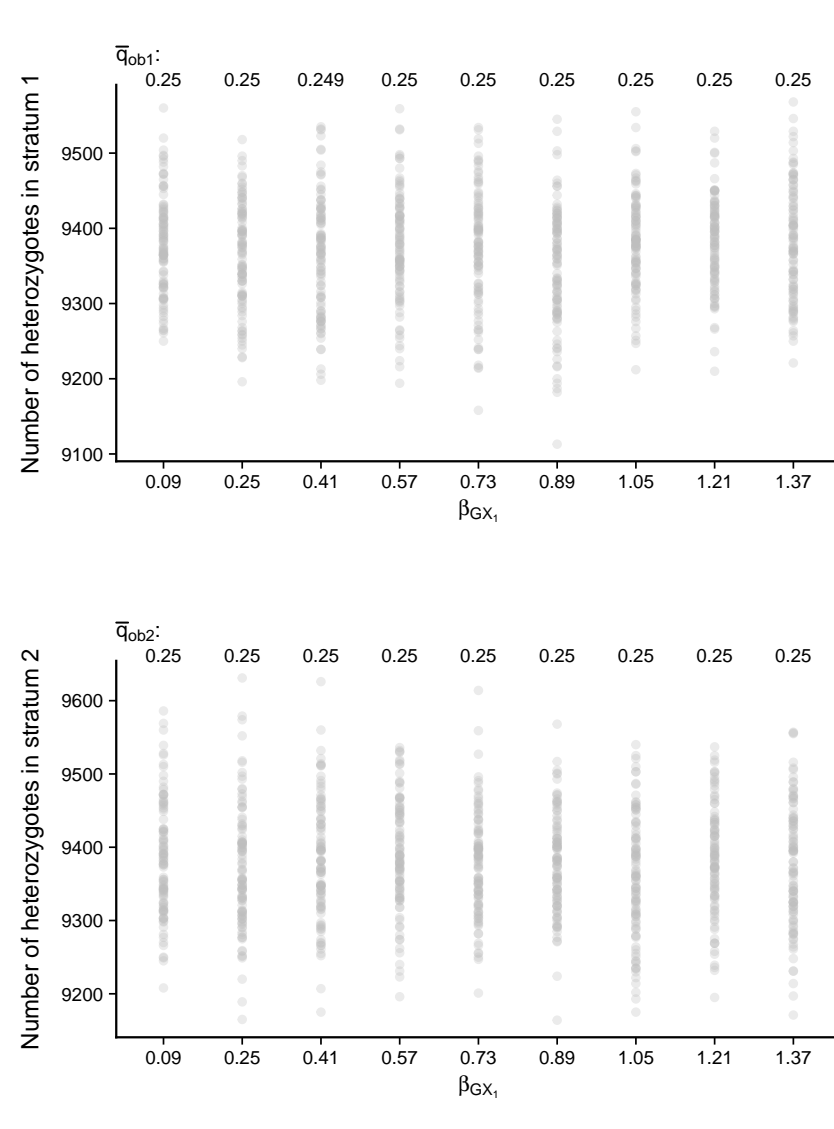 q̅ob1:
0.25 0.25 0.249 0.25 0.25 0.25 0.25 0.25 0.25
Number of heterozygotes in stratum 1
9500
9400
9300
9200
9100
0.09 0.25 0.41 0.57 0.73 0.89 1.05 1.21 1.37
βGX₁
q̅ob2:
0.25 0.25 0.25 0.25 0.25 0.25 0.25 0.25 0.25
Number of heterozygotes in stratum 2
9600
9500
9400
9300
9200
0.09 0.25 0.41 0.57 0.73 0.89 1.05 1.21 1.37
βGX₁